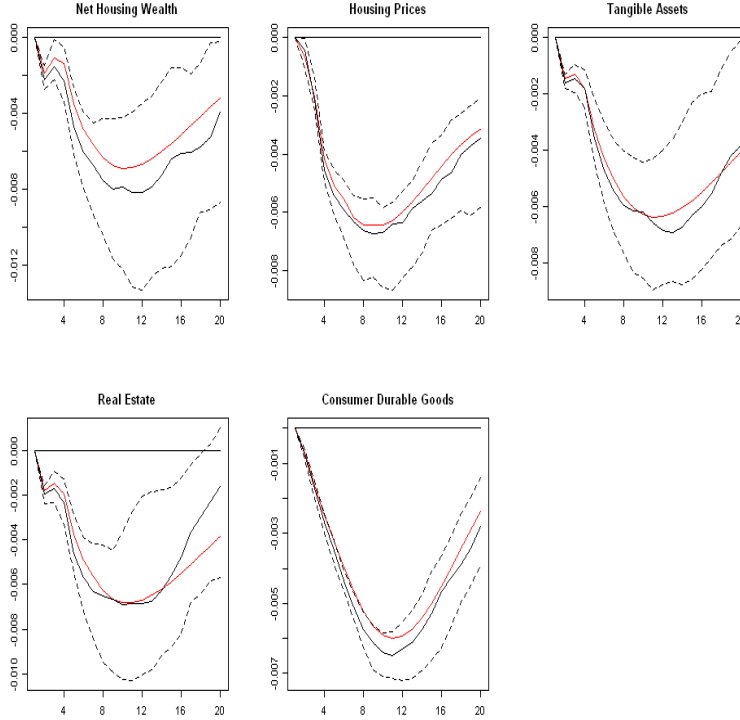 Net Housing Wealth
0.000
-0.004
-0.008
-0.012
4 8 12 16 20
Housing Prices
0.000
-0.002
-0.004
-0.006
-0.008
4 8 12 16 20
Tangible Assets
0.000
-0.002
-0.004
-0.006
-0.008
4 8 12 16 20
Real Estate
0.000
-0.002
-0.004
-0.006
-0.008
-0.010
4 8 12 16 20
Consumer Durable Goods
-0.001
-0.003
-0.005
-0.007
4 8 12 16 20